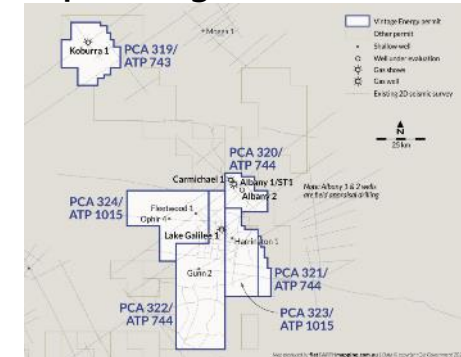 Vintage Energy permit
Other permit
Shallow well
Well under evaluation
Gas shows
Gas well
Existing 2D seismic survey
N
25 km
Koburra 1
PCA 319/
ATP 743
PCA 320/
ATP 744
Carmichael 1
Albany 1/ST1
Albany 2
Note: Albany 1 & 2 wells
are field appraisal drilling
PCA 324/
ATP 1015
Fleetwood 1
Ophir 4
Lake Galilee 1
Harrington 1
Gunn 2
PCA 321/
ATP 744
PCA 322/
ATP 744
PCA 323/
ATP 1015